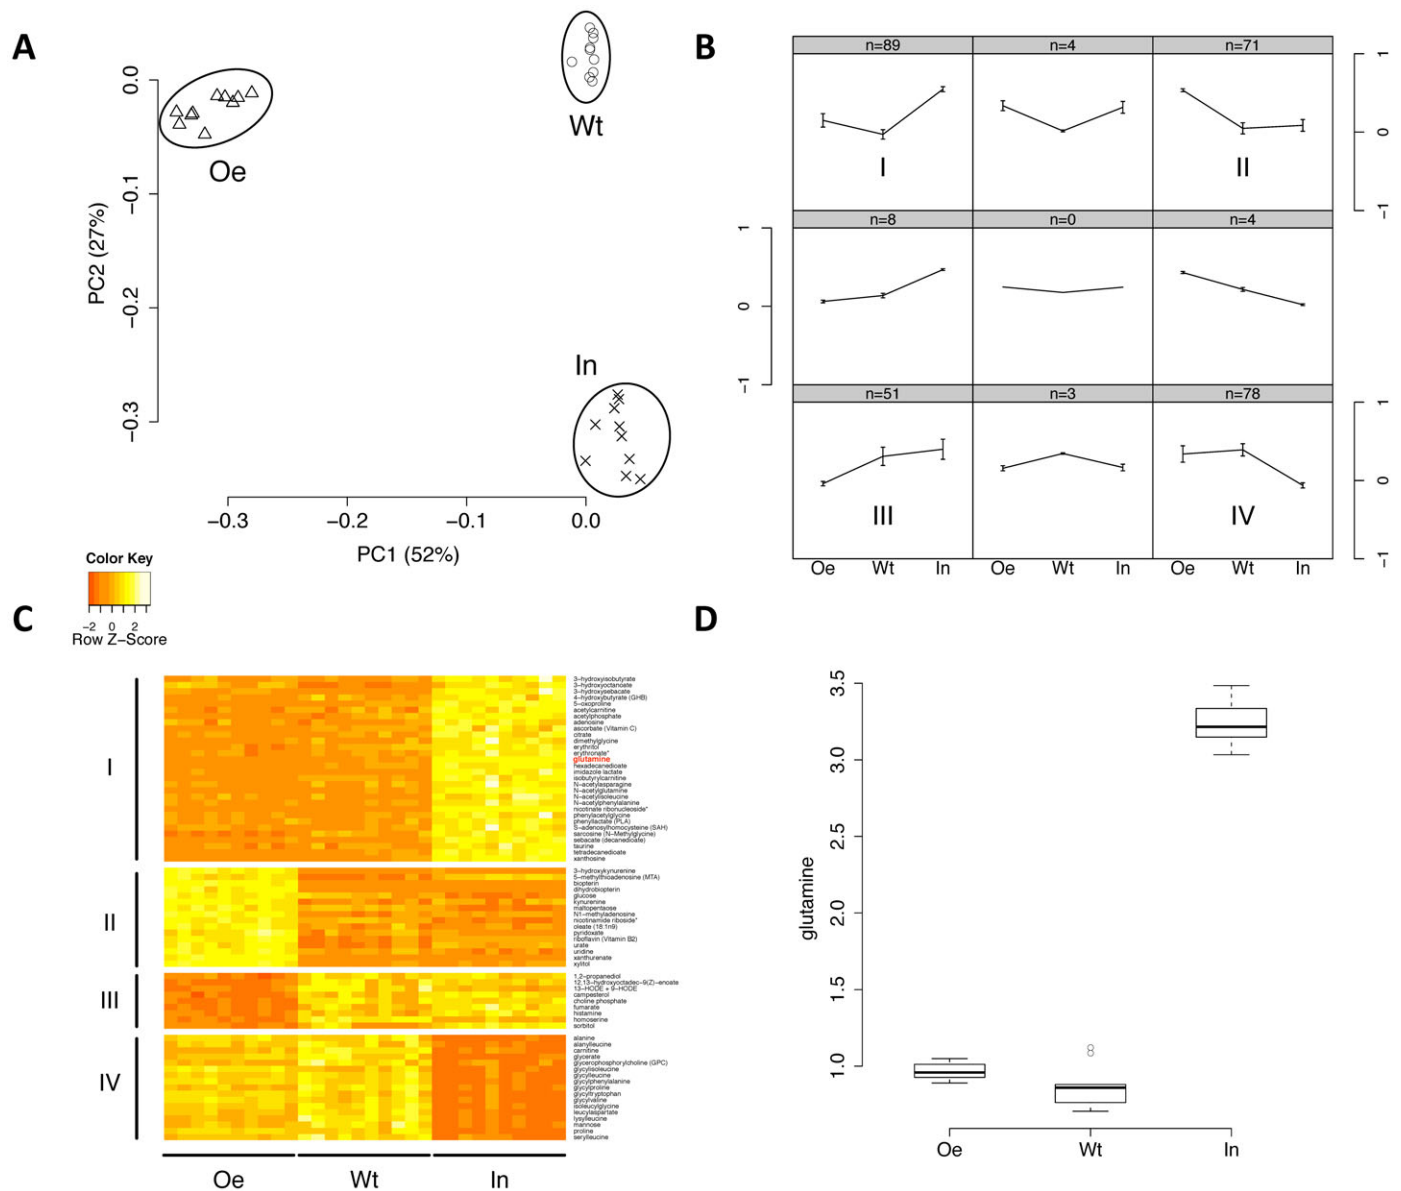 A
0.0
−0.1
−0.2
−0.3
PC2 (27%)
Oe
Wt
In
−0.3
−0.2
−0.1
0.0
PC1 (52%)
B
n=89
n=4
n=71
I
II
1
0
−1
n=8
n=0
n=4
1
0
−1
n=51
n=3
n=78
III
IV
1
0
−1
Oe
Wt
In
Oe
Wt
In
Oe
Wt
In
Color Key
−2 0 2
Row Z−Score
C
I
3−hydroxyisobutyrate
3−hydroxyoctanoate
3−hydroxysebacate
4−hydroxybutyrate (GHB)
5−oxoproline
acetylcarnitine
acetylphosphate
adenosine
ascorbate (Vitamin C)
citrate
dimethylglycine
erythritol
erythronate*
glutamine
hexadecanedioate
imidazole lactate
isobutyrylcarnitine
N−acetylasparagine
N−acetylglutamine
N−acetylisoleucine
N−acetylphenylalanine
nicotinate ribonucleoside*
phenylacetylglycine
phenyllactate (PLA)
S−adenosylhomocysteine (SAH)
sarcosine (N−Methylglycine)
sebacate (decanedioate)
taurine
tetradecanedioate
xanthosine
II
3−hydroxykynurenine
5−methylthioadenosine (MTA)
biopterin
dihydrobiopterin
glucose
kynurenine
maltopentaose
N1−methyladenosine
nicotinamide riboside*
oleate (18:1n9)
pyridoxate
riboflavin (Vitamin B2)
urate
uridine
xanthurenate
xylitol
III
1,2−propanediol
12,13−hydroxyoctadec−9(Z)−enoate
13−HODE + 9−HODE
campesterol
choline phosphate
fumarate
histamine
homoserine
sorbitol
IV
alanine
alanylleucine
carnitine
glycerate
glycerophosphorylcholine (GPC)
glycylisoleucine
glycylleucine
glycylphenylalanine
glycylproline
glycyltryptophan
glycylvaline
isoleucylglycine
leucylaspartate
lysylleucine
mannose
proline
serylleucine
Oe
Wt
In
D
3.5
3.0
2.5
2.0
1.5
1.0
glutamine
Oe
Wt
In